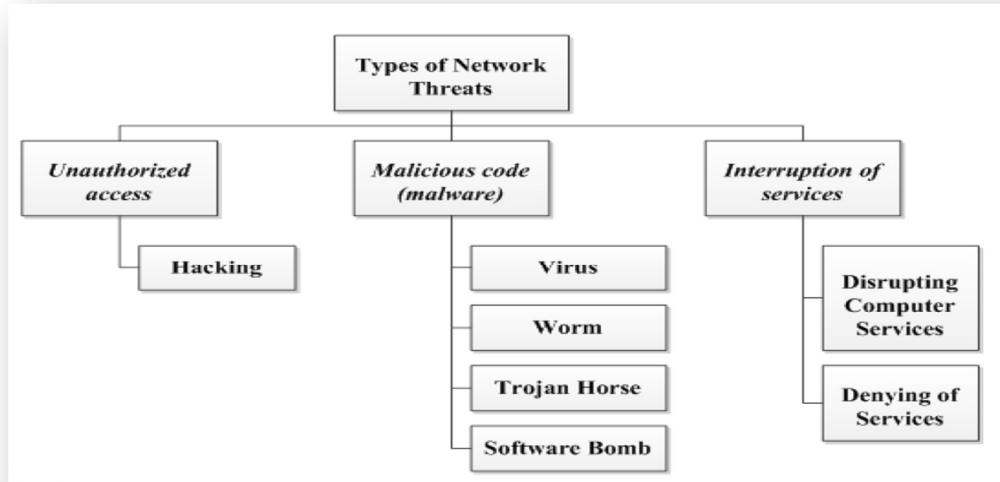 Types of Network
Threats
Unauthorized
access
Hacking
Malicious code
(malware)
Virus
Worm
Trojan Horse
Software Bomb
Interruption of
services
Disrupting
Computer
Services
Denying of
Services